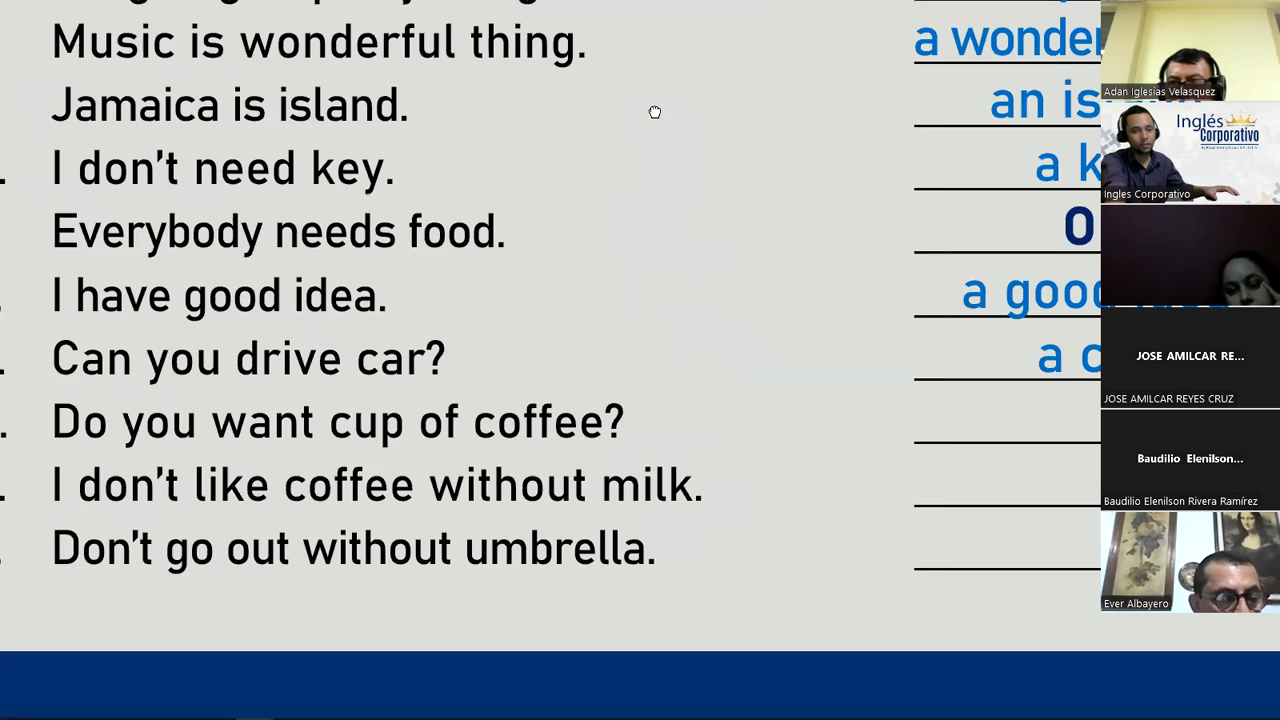 Music is wonderful thing. a wonder
Jamaica is island. an is
. I don't need key. a k
Everybody needs food. 0
. I have good idea. a good
. Can you drive car? a c
. Do you want cup of coffee?
. I don't like coffee without milk.
. Don't go out without umbrella.
Adan Iglesias Velasquez
Inglés
Corporativo
Ingles Corporativo
JOSE AMILCAR RE...
JOSE AMILCAR REYES CRUZ
Baudilio Elenilson...
Baudilio Elenilson Rivera Ramírez
Ever Albayero